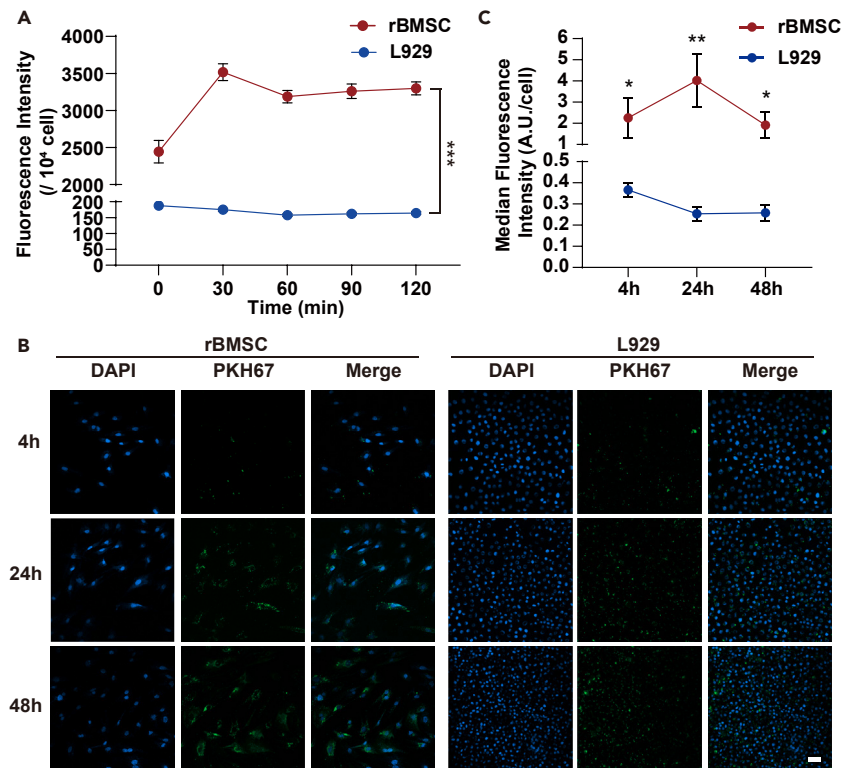 A
rBMSC
L929
Fluorescence Intensity
(/ 10⁴ cell)
4000
3500
3000
2500
2000
200
150
100
50
0
***
0 30 60 90 120
Time (min)
C
rBMSC
L929
Median Fluorescence
Intensity (A.U./cell)
6
5
4
3
2
1
0.5
0.4
0.3
0.2
0.1
0.0
* ** *
4h 24h 48h
B
rBMSC L929
DAPI PKH67 Merge DAPI PKH67 Merge
4h
24h
48h